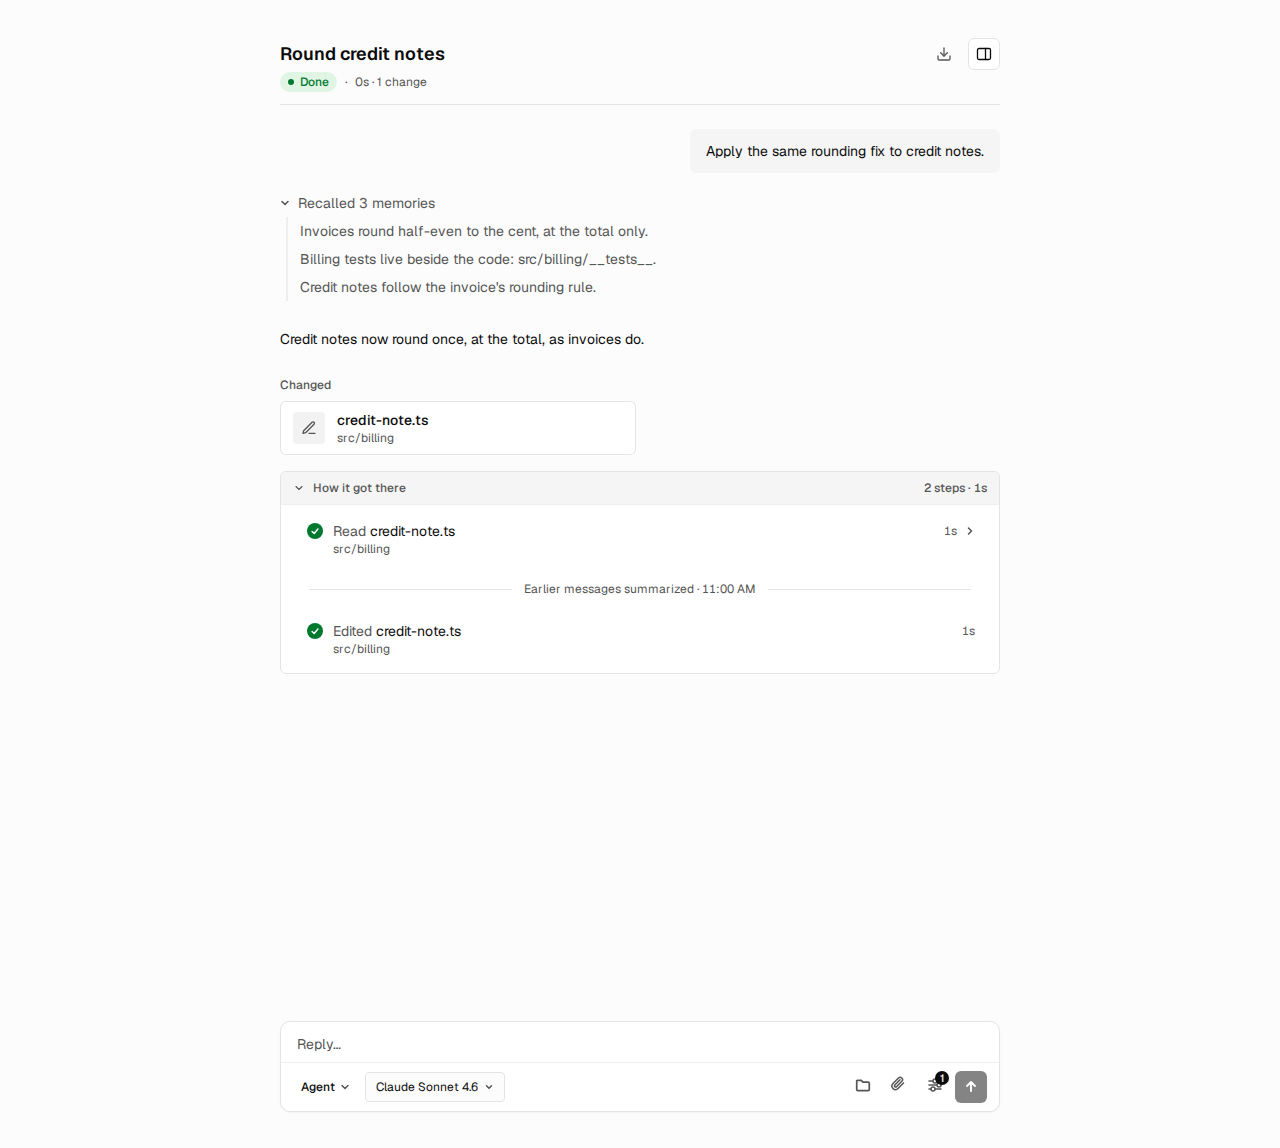 Round credit notes
Done · 0s · 1 change
Apply the same rounding fix to credit notes.
Recalled 3 memories
Invoices round half-even to the cent, at the total only.
Billing tests live beside the code: src/billing/__tests__.
Credit notes follow the invoice's rounding rule.
Credit notes now round once, at the total, as invoices do.
Changed
credit-note.ts
src/billing
How it got there 2 steps · 1s
Read credit-note.ts 1s
src/billing
Earlier messages summarized · 11:00 AM
Edited credit-note.ts 1s
src/billing
Reply...
Agent Claude Sonnet 4.6 1